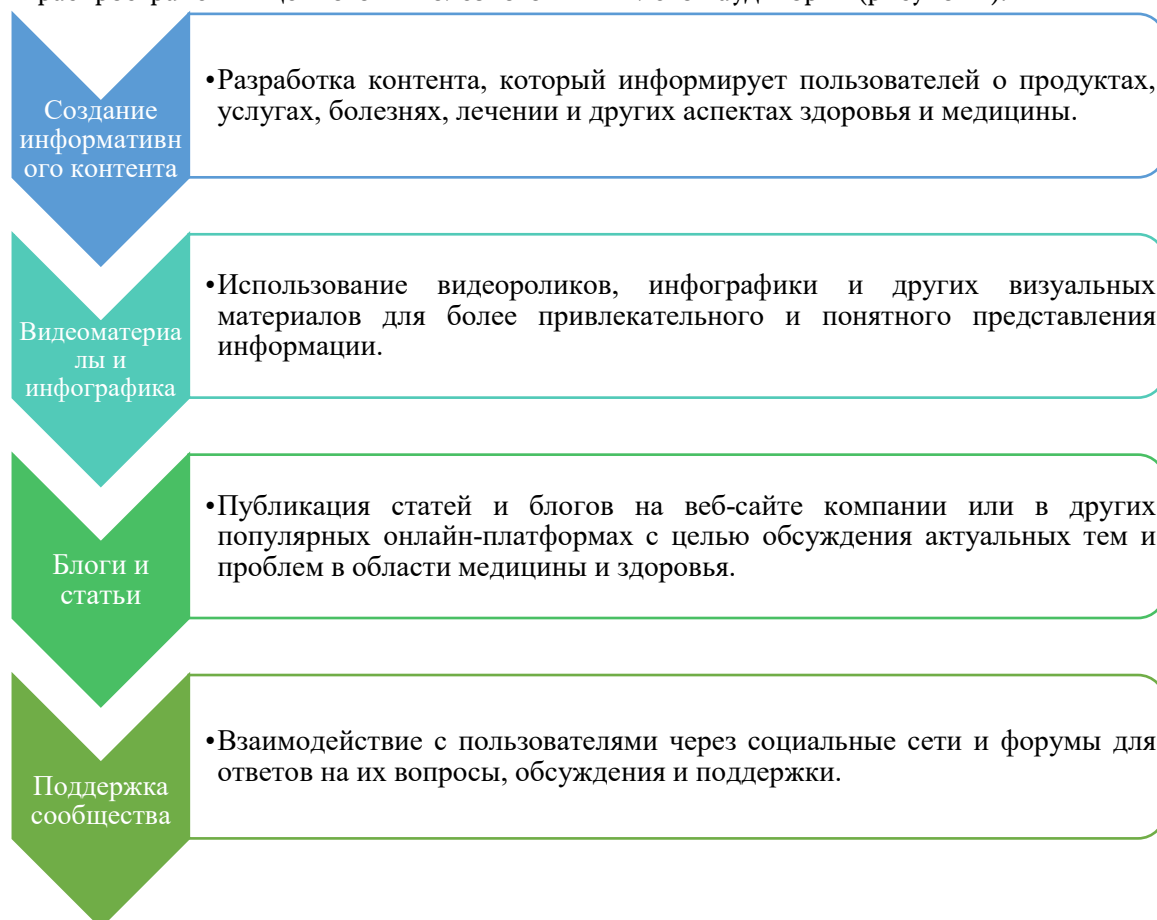 Создание
информативн
ого контента
•Разработка контента, который информирует пользователей о продуктах,
услугах, болезнях, лечении и других аспектах здоровья и медицины.
Видеоматериа
лы и
инфографика
•Использование видеороликов, инфографики и других визуальных
материалов для более привлекательного и понятного представления
информации.
Блоги и
статьи
•Публикация статей и блогов на веб-сайте компании или в других
популярных онлайн-платформах с целью обсуждения актуальных тем и
проблем в области медицины и здоровья.
Поддержка
сообщества
•Взаимодействие с пользователями через социальные сети и форумы для
ответов на их вопросы, обсуждения и поддержки.